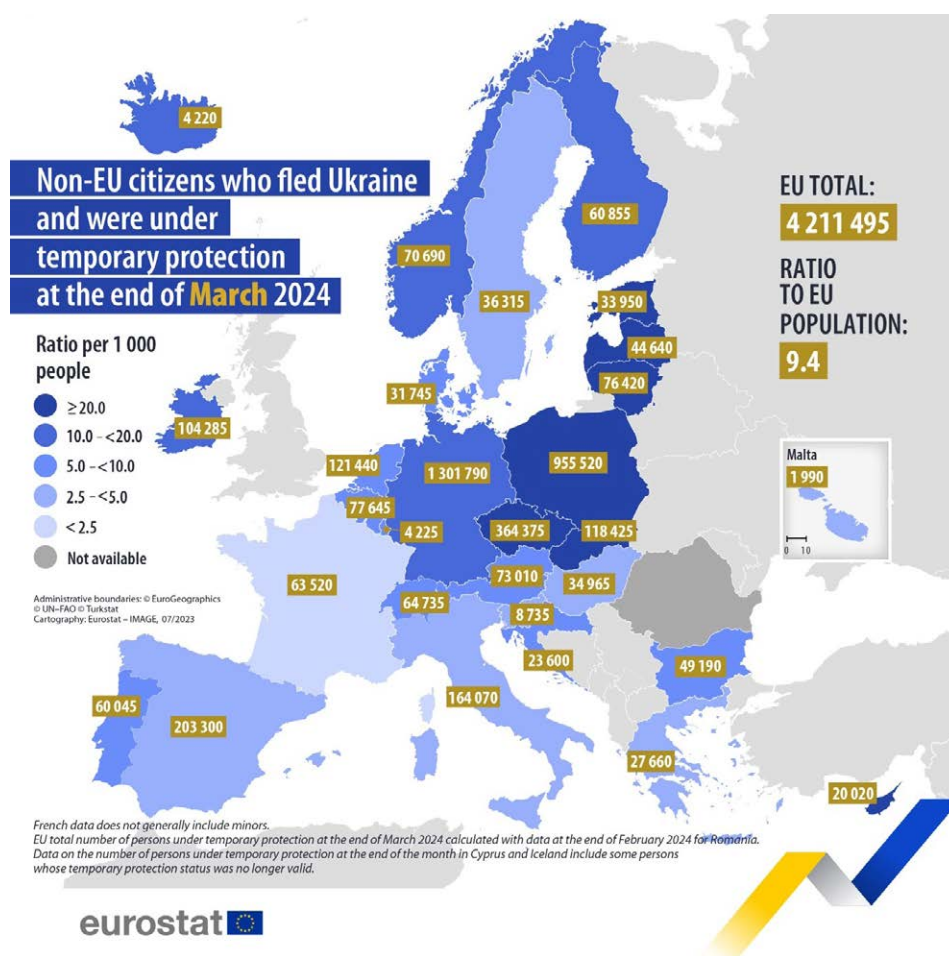 4 220
Non-EU citizens who fled Ukraine
and were under
temporary protection
at the end of March 2024
EU TOTAL:
4 211 495
RATIO
TO EU
POPULATION:
9.4
Ratio per 1 000
people
≥ 20.0
10.0 - <20.0
5.0 - <10.0
2.5 - <5.0
< 2.5
Not available
Administrative boundaries: © EuroGeographics
© UN–FAO © Turkstat
Cartography: Eurostat – IMAGE, 07/2023
60 855
70 690
36 315
33 950
44 640
76 420
31 745
104 285
121 440
1 301 790
955 520
77 645
4 225
364 375
118 425
63 520
73 010
34 965
64 735
8 735
23 600
49 190
60 045
203 300
164 070
27 660
20 020
Malta
1 990
0 10
French data does not generally include minors.
EU total number of persons under temporary protection at the end of March 2024 calculated with data at the end of February 2024 for Romania.
Data on the number of persons under temporary protection at the end of the month in Cyprus and Iceland include some persons
whose temporary protection status was no longer valid.
eurostat